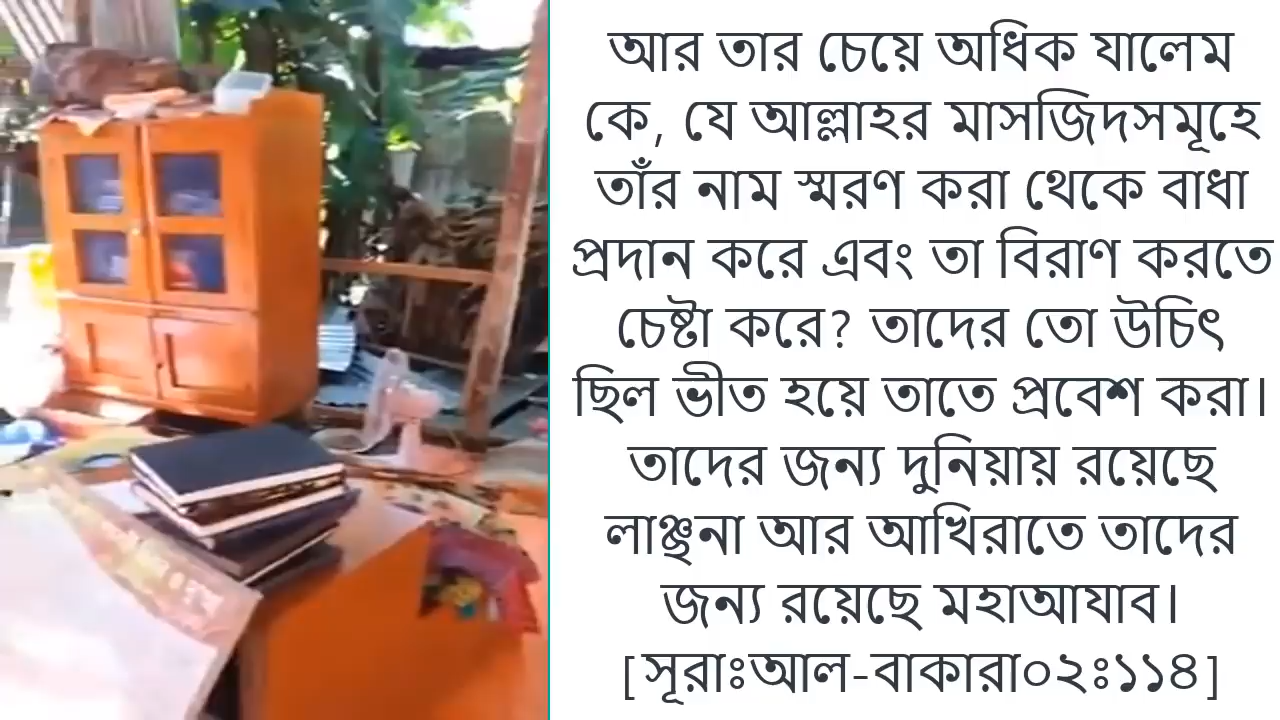 আর তার চেয়ে অধিক যালেম
কে, যে আল্লাহর মাসজিদসমূহে
তাঁর নাম স্মরণ করা থেকে বাধা
প্রদান করে এবং তা বিরাণ করতে
চেষ্টা করে? তাদের তো উচিৎ
ছিল ভীত হয়ে তাতে প্রবেশ করা।
তাদের জন্য দুনিয়ায় রয়েছে
লাঞ্ছনা আর আখিরাতে তাদের
জন্য রয়েছে মহাআযাব।
[সূরাঃআল-বাকারা০২ঃ১১৪]